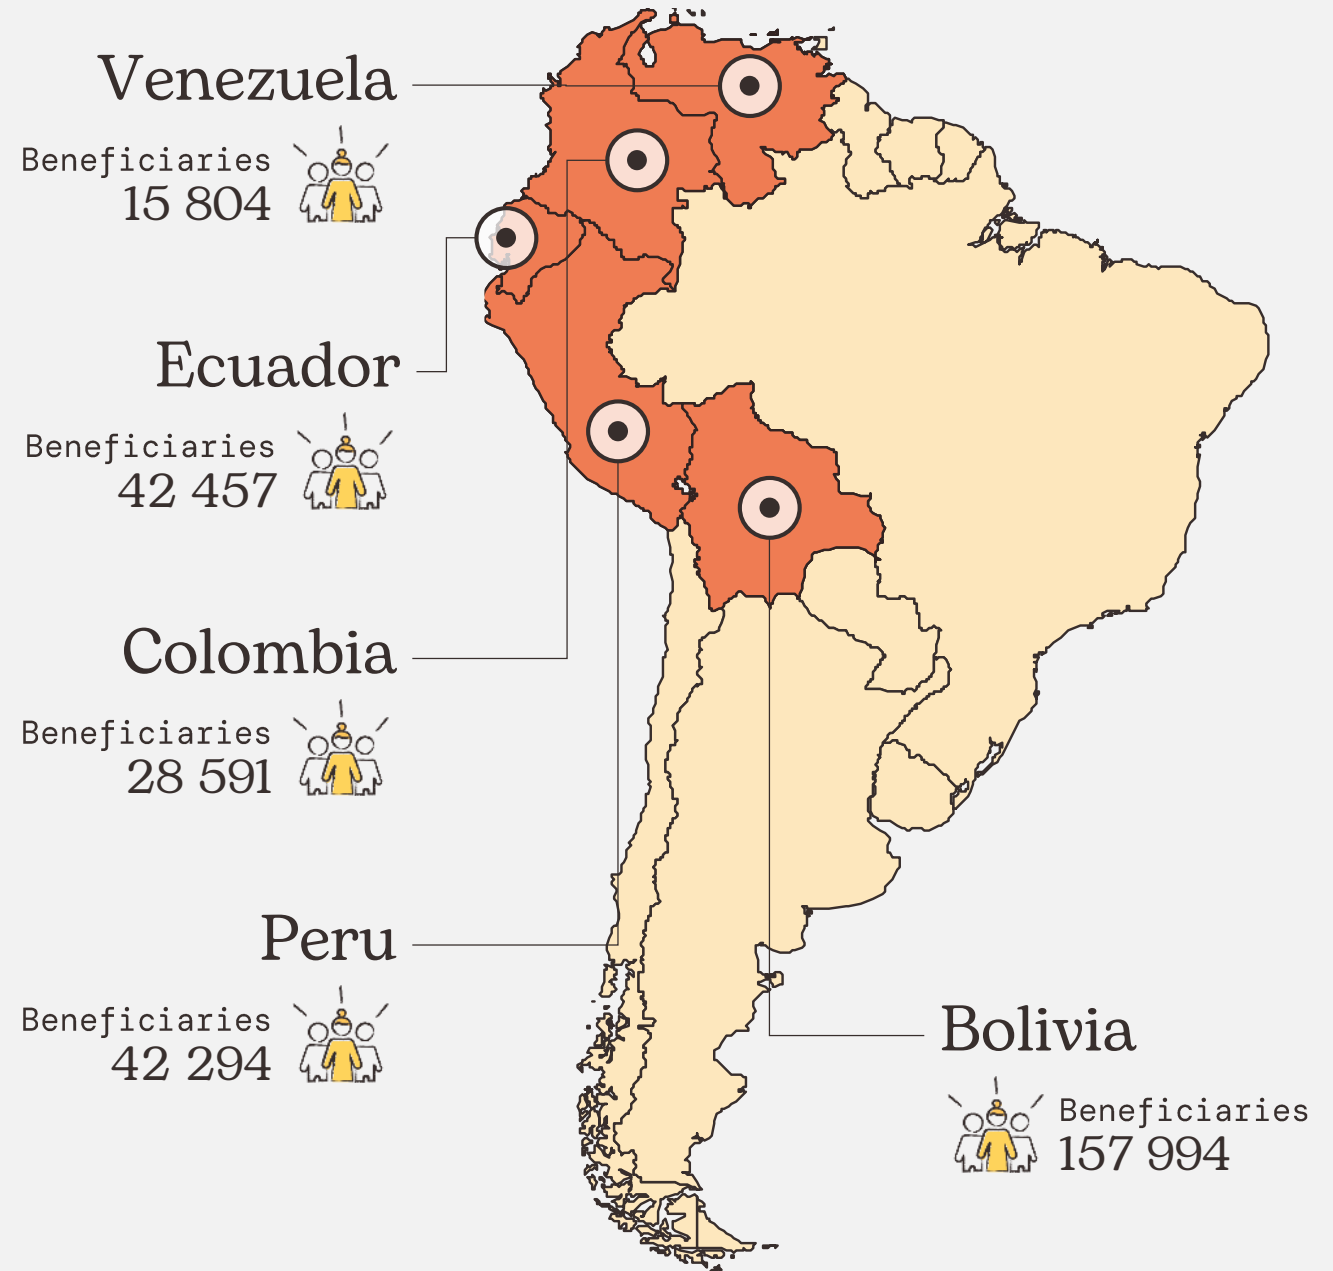 Venezuela
Beneficiaries
15 804
Ecuador
Beneficiaries
42 457
Colombia
Beneficiaries
28 591
Peru
Beneficiaries
42 294
Bolivia
Beneficiaries
157 994